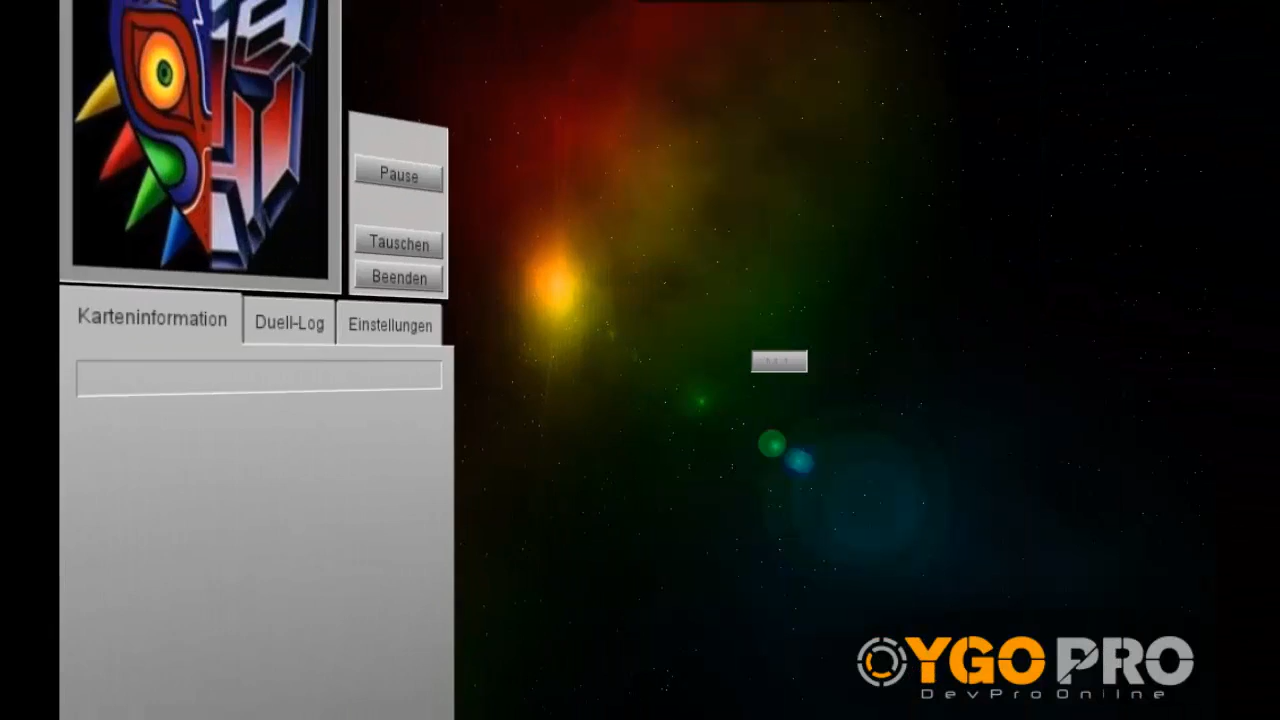 Pause
Tauschen
Beenden
Karteninformation
Duell-Log
Einstellungen
YGO PRO
DevProOnline